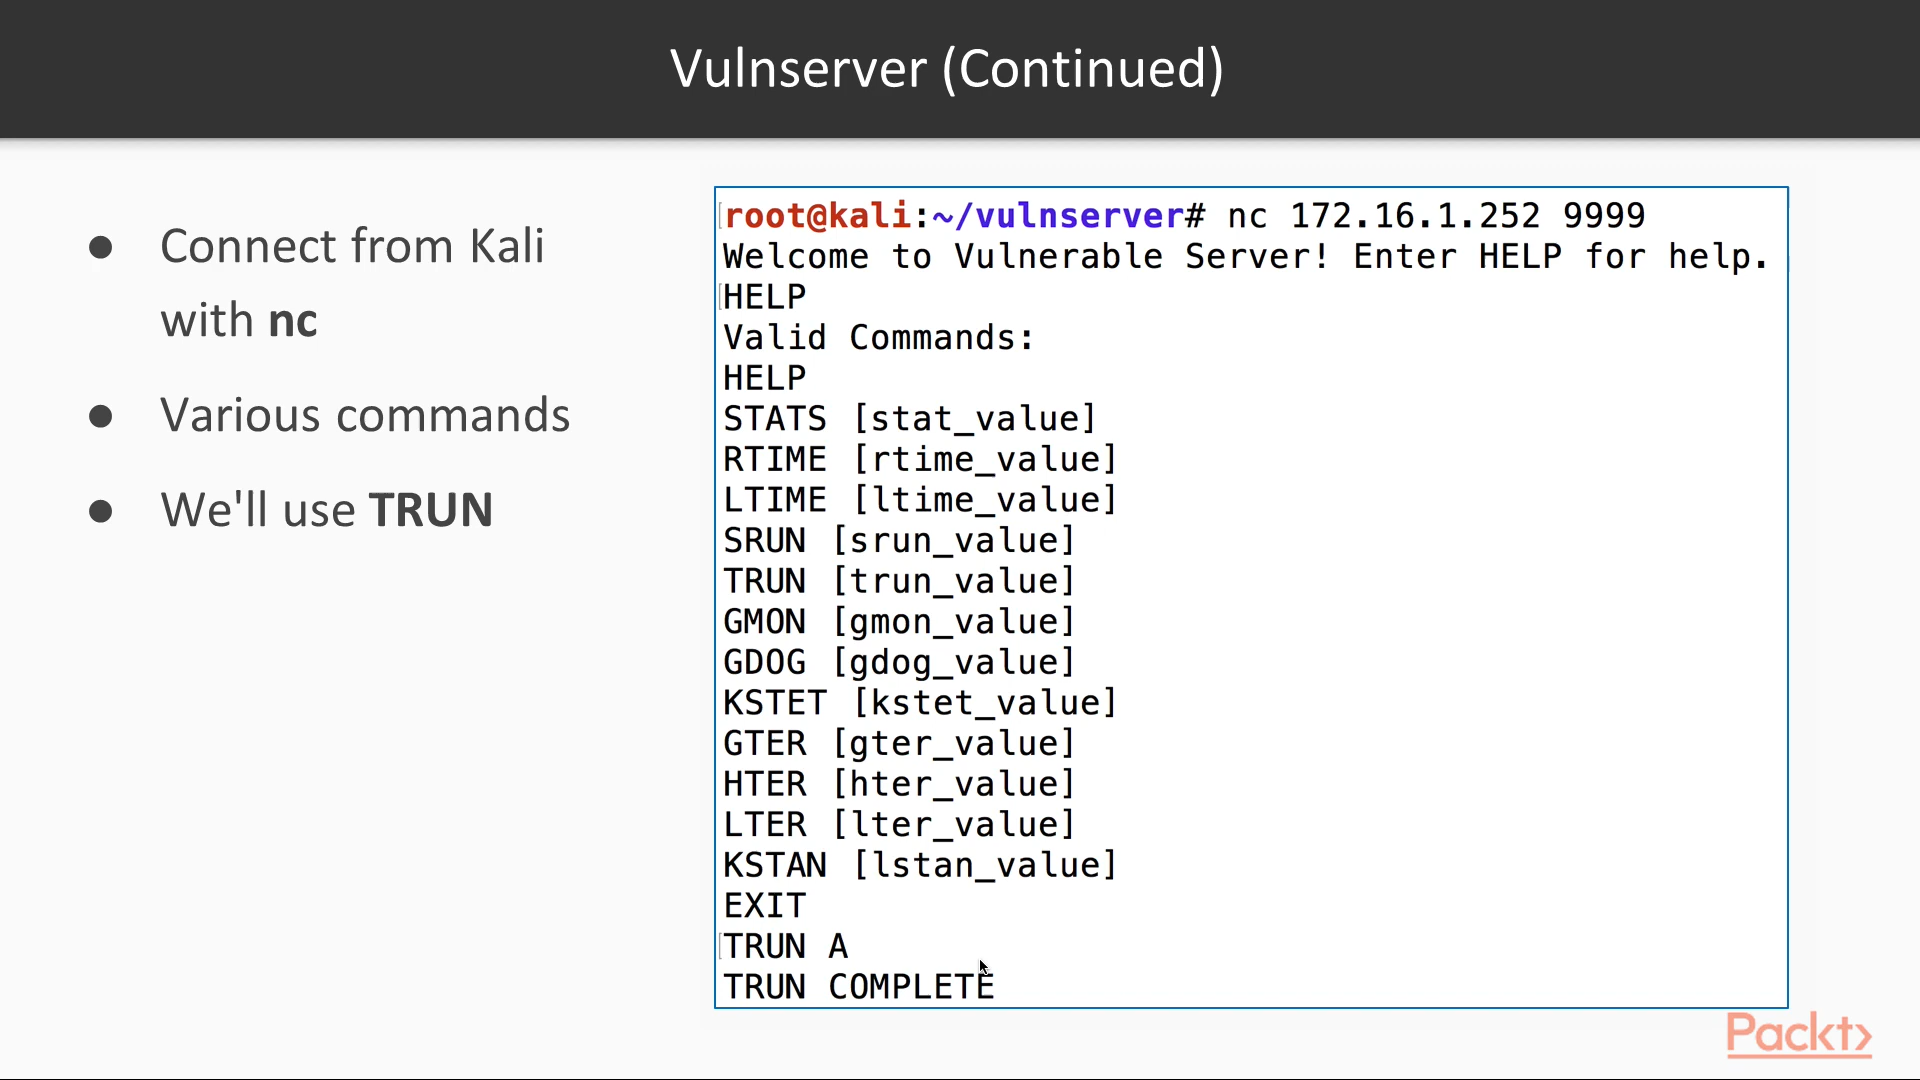 Vulnserver (Continued)
● Connect from Kali
with nc
● Various commands
● We'll use TRUN
root@kali:~/vulnserver# nc 172.16.1.252 9999
Welcome to Vulnerable Server! Enter HELP for help.
HELP
Valid Commands:
HELP
STATS [stat_value]
RTIME [rtime_value]
LTIME [ltime_value]
SRUN [srun_value]
TRUN [trun_value]
GMON [gmon_value]
GDOG [gdog_value]
KSTET [kstet_value]
GTER [gter_value]
HTER [hter_value]
LTER [lter_value]
KSTAN [lstan_value]
EXIT
TRUN A
TRUN COMPLETE
Packt>